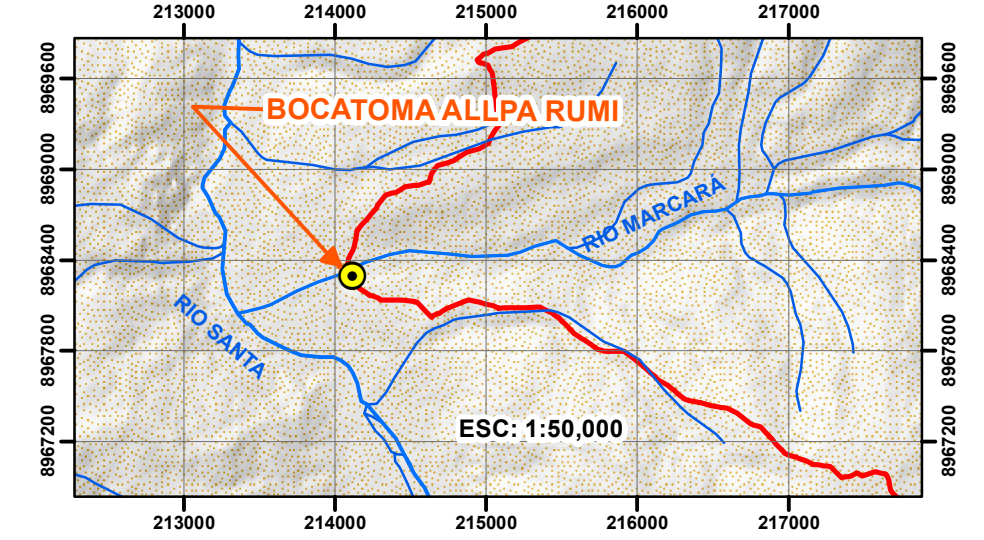 213000 214000 215000 216000 217000
8969600 8969600
BOCATOMA ALLPA RUMI
8969000 8969000
RIO MARCARÁ
8968400 8968400
RIO SANTA
8967800 8967800
ESC: 1:50,000
8967200 8967200
213000 214000 215000 216000 217000